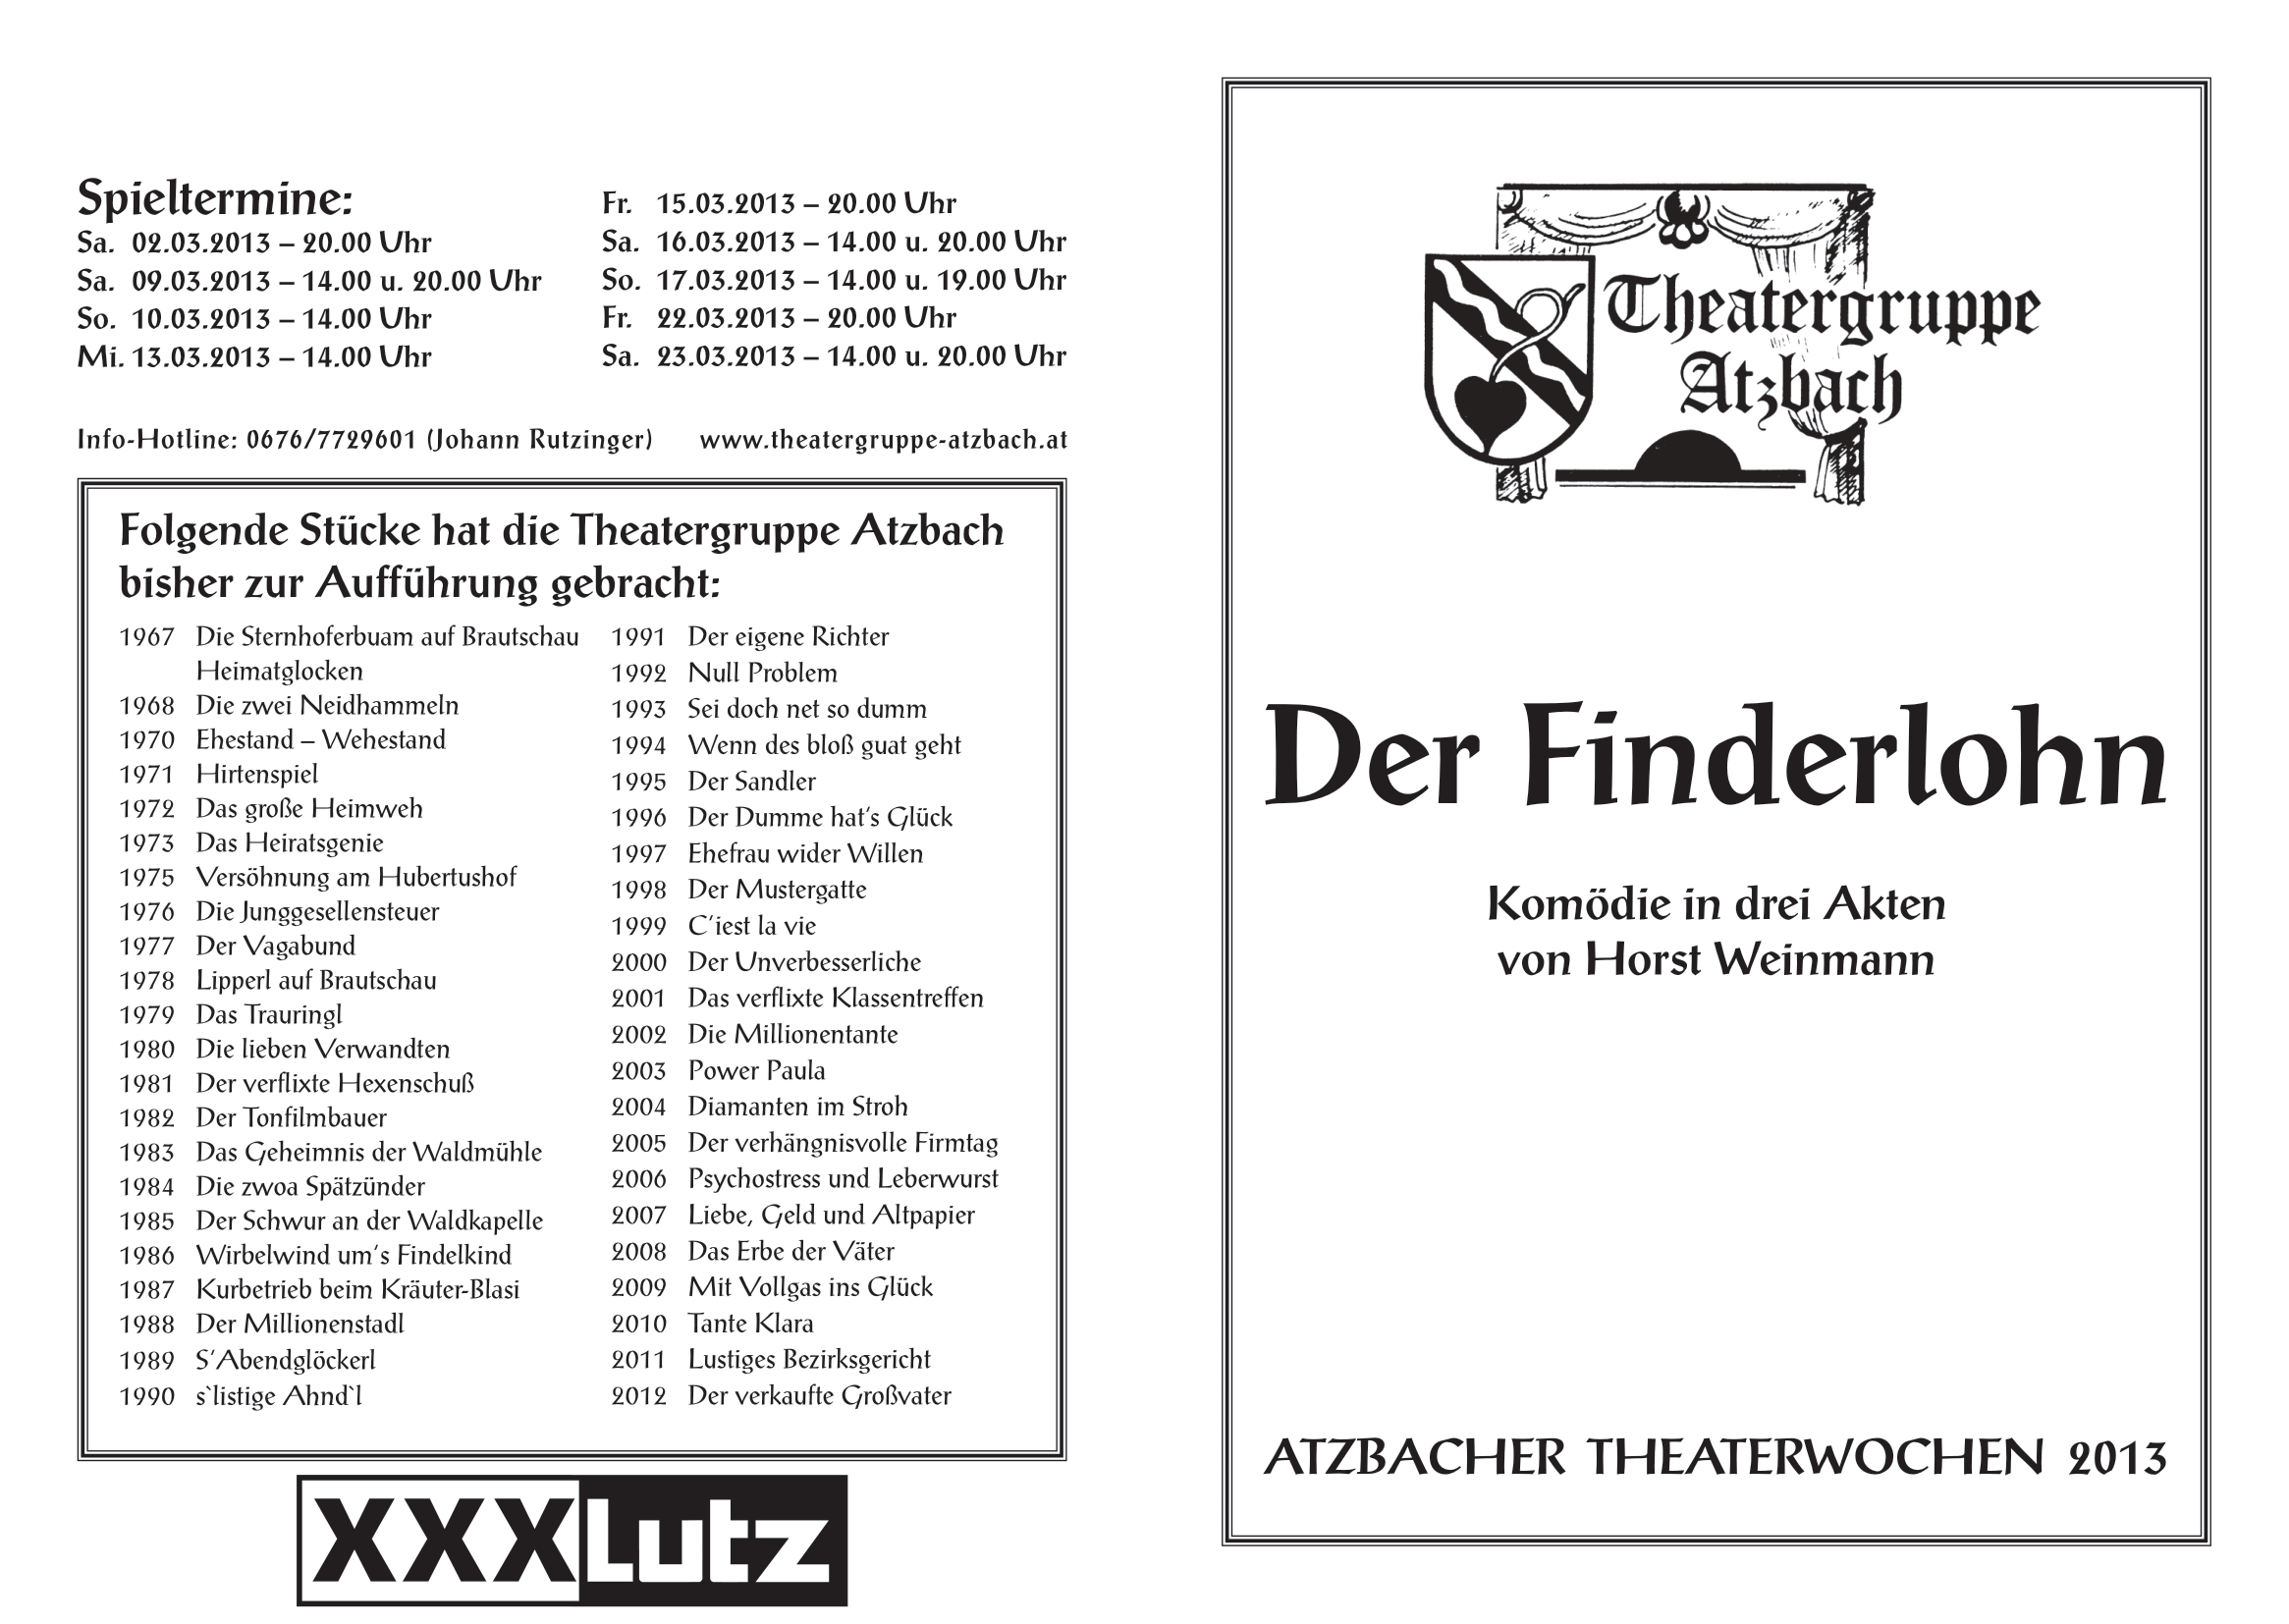 Spieltermine:
Sa. 02.03.2013 – 20.00 Uhr
Sa. 09.03.2013 – 14.00 u. 20.00 Uhr
So. 10.03.2013 – 14.00 Uhr
Mi. 13.03.2013 – 14.00 Uhr
Fr. 15.03.2013 – 20.00 Uhr
Sa. 16.03.2013 – 14.00 u. 20.00 Uhr
So. 17.03.2013 – 14.00 u. 19.00 Uhr
Fr. 22.03.2013 – 20.00 Uhr
Sa. 23.03.2013 – 14.00 u. 20.00 Uhr
Info-Hotline: 0676/7729601 (Johann Rutzinger) www.theatergruppe-atzbach.at
Folgende Stücke hat die Theatergruppe Atzbach
bisher zur Aufführung gebracht:
1967 Die Sternhoferbuam auf Brautschau
Heimatglocken
1968 Die zwei Neidhammeln
1970 Ehestand – Wehestand
1971 Hirtenspiel
1972 Das große Heimweh
1973 Das Heiratsgenie
1975 Versöhnung am Hubertushof
1976 Die Junggesellensteuer
1977 Der Vagabund
1978 Lipperl auf Brautschau
1979 Das Trauringl
1980 Die lieben Verwandten
1981 Der verflixte Hexenschuß
1982 Der Tonfilmbauer
1983 Das Geheimnis der Waldmühle
1984 Die zwoa Spätzünder
1985 Der Schwur an der Waldkapelle
1986 Wirbelwind um's Findelkind
1987 Kurbetrieb beim Kräuter-Blasi
1988 Der Millionenstadl
1989 S'Abendglöckerl
1990 s`listige Ahnd`l
1991 Der eigene Richter
1992 Null Problem
1993 Sei doch net so dumm
1994 Wenn des bloß guat geht
1995 Der Sandler
1996 Der Dumme hat's Glück
1997 Ehefrau wider Willen
1998 Der Mustergatte
1999 C'iest la vie
2000 Der Unverbesserliche
2001 Das verflixte Klassentreffen
2002 Die Millionentante
2003 Power Paula
2004 Diamanten im Stroh
2005 Der verhängnisvolle Firmtag
2006 Psychostress und Leberwurst
2007 Liebe, Geld und Altpapier
2008 Das Erbe der Väter
2009 Mit Vollgas ins Glück
2010 Tante Klara
2011 Lustiges Bezirksgericht
2012 Der verkaufte Großvater
XXXLutz
Theatergruppe
Atzbach
Der Finderlohn
Komödie in drei Akten
von Horst Weinmann
ATZBACHER THEATERWOCHEN 2013